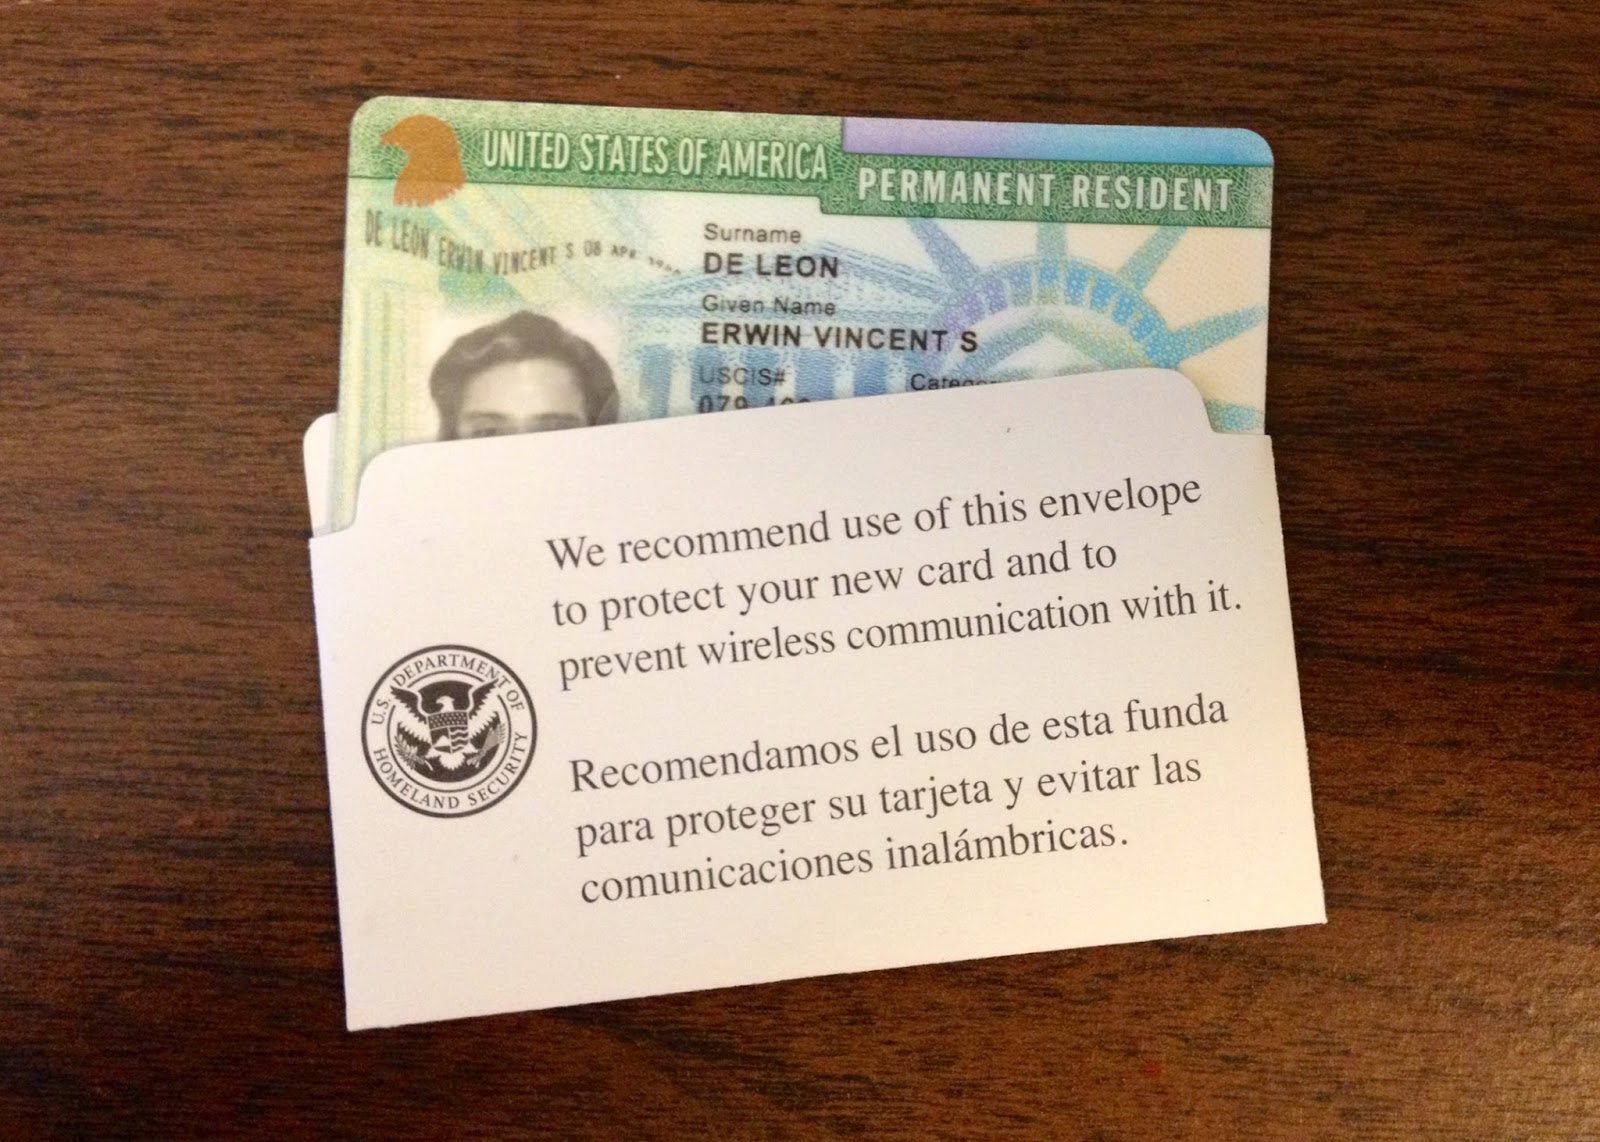 UNITED STATES OF AMERICA
PERMANENT RESIDENT
DE LEON ERWIN VINCENT S 08 APR
Surname
DE LEON
Given Name
ERWIN VINCENT S
USCIS#
079
We recommend use of this envelope
to protect your new card and to
prevent wireless communication with it.
U.S. DEPARTMENT OF
HOMELAND SECURITY
Recomendamos el uso de esta funda
para proteger su tarjeta y evitar las
comunicaciones inalámbricas.